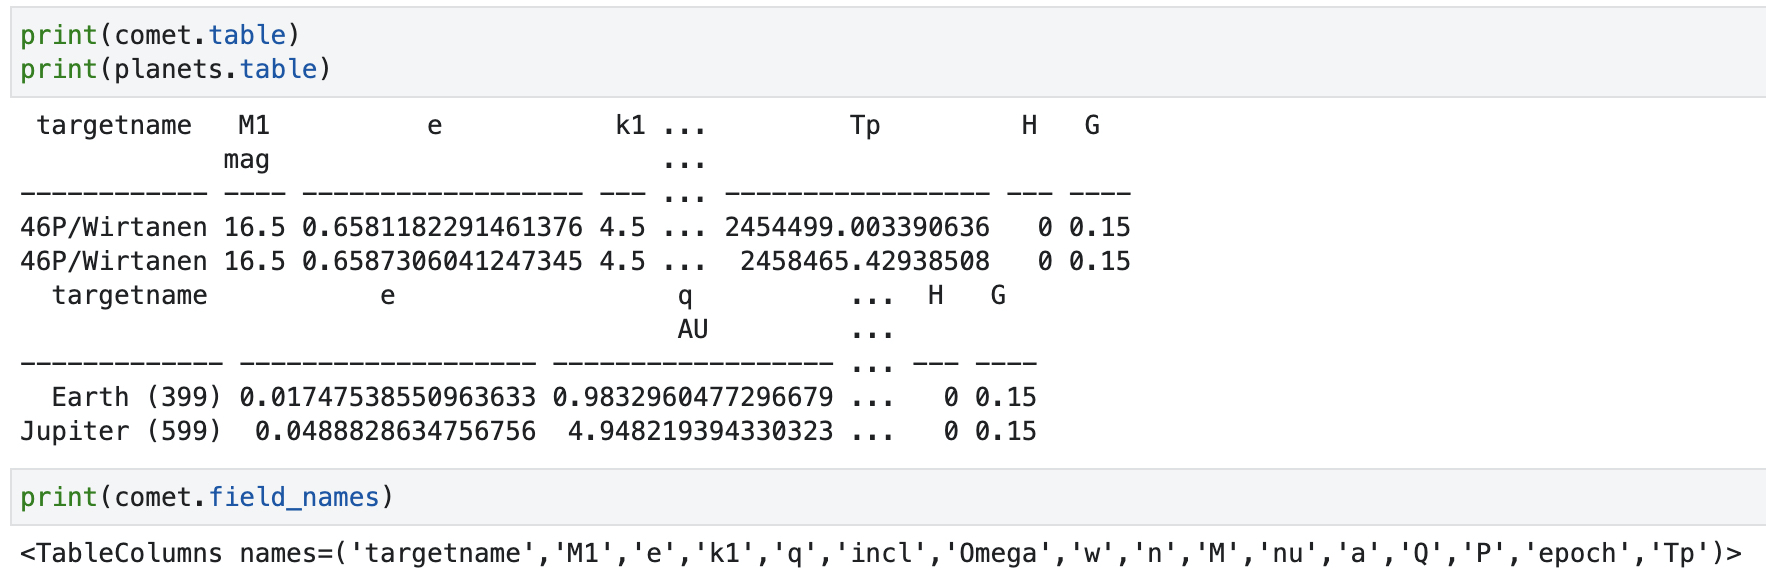 print(comet.table)
print(planets.table)
targetname M1 e k1 ... Tp H G
mag ...
------------ ---- ------------------ --- ... ----------------- --- ----
46P/Wirtanen 16.5 0.6581182291461376 4.5 ... 2454499.003390636 0 0.15
46P/Wirtanen 16.5 0.6587306041247345 4.5 ... 2458465.42938508 0 0.15
targetname e q ... H G
AU ...
------------- ------------------- ------------------ ... --- ----
Earth (399) 0.01747538550963633 0.9832960477296679 ... 0 0.15
Jupiter (599) 0.0488828634756756 4.948219394330323 ... 0 0.15
print(comet.field_names)
<TableColumns names=('targetname','M1','e','k1','q','incl','Omega','w','n','M','nu','a','Q','P','epoch','Tp')>